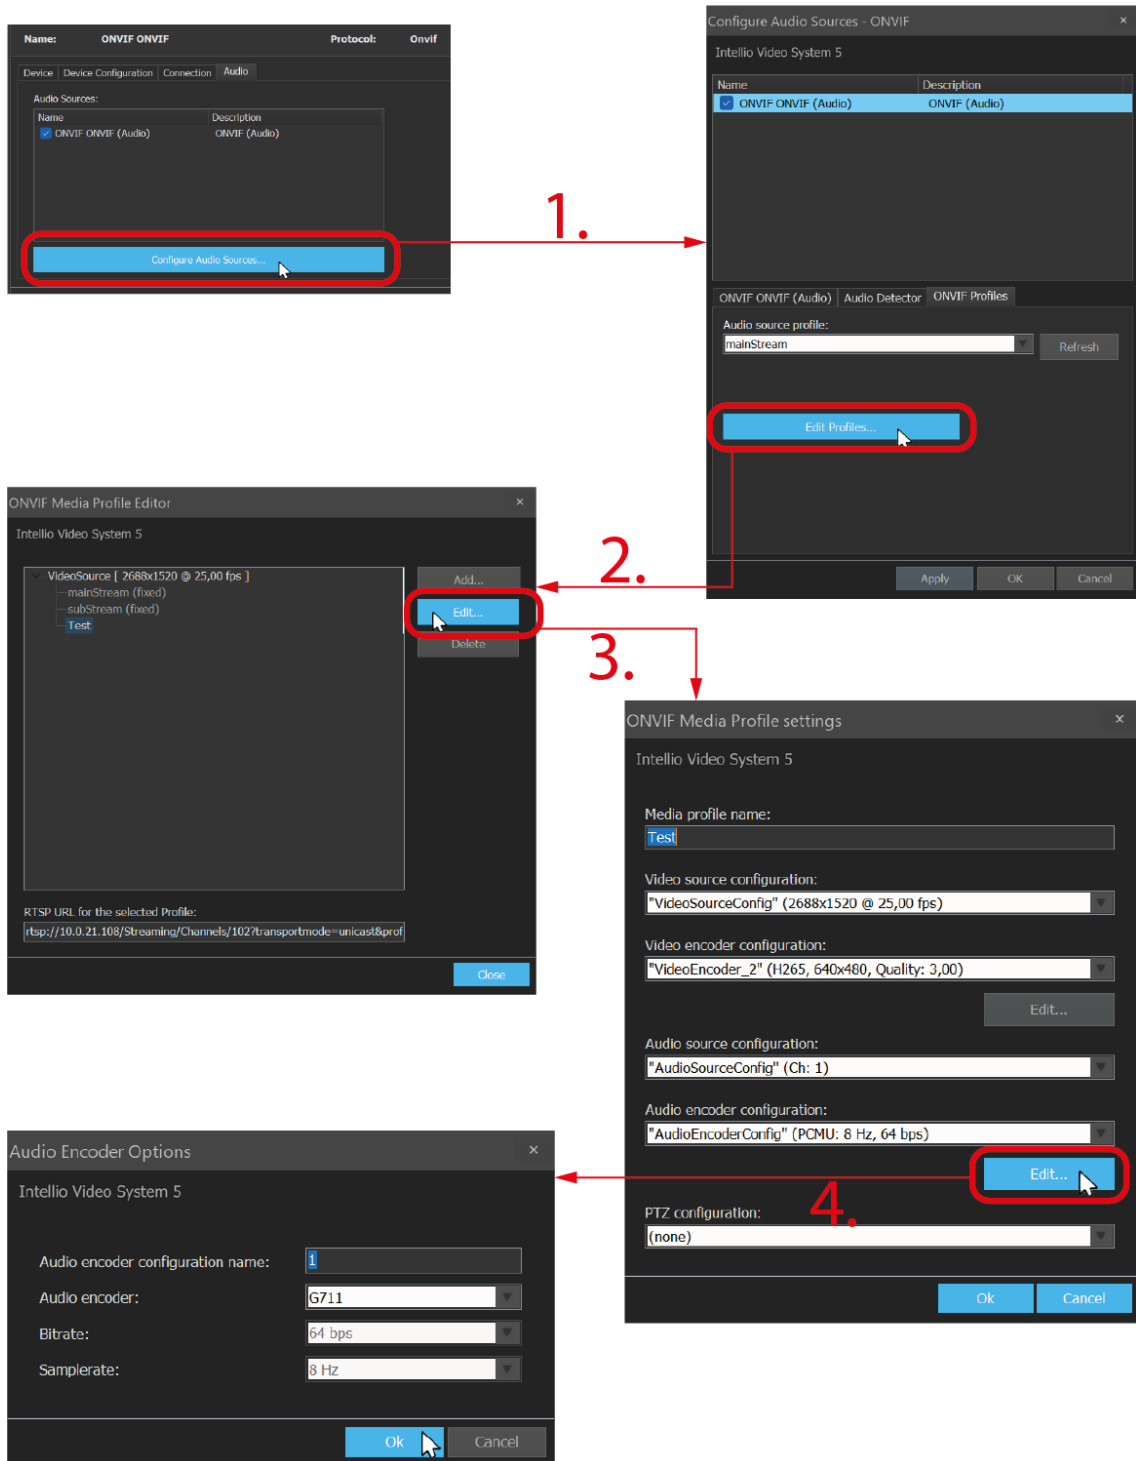 Name: ONVIF ONVIF Protocol: Onvif
Device Device Configuration Connection Audio
Audio Sources:
Name Description
ONVIF ONVIF (Audio) ONVIF (Audio)
Configure Audio Sources...
1.
Configure Audio Sources - ONVIF ×
Intellio Video System 5
Name Description
ONVIF ONVIF (Audio) ONVIF (Audio)
ONVIF ONVIF (Audio) Audio Detector ONVIF Profiles
Audio source profile:
mainStream Refresh
Edit Profiles...
Apply OK Cancel
2.
ONVIF Media Profile Editor ×
Intellio Video System 5
VideoSource [ 2688x1520 @ 25,00 fps ]
mainStream (fixed)
subStream (fixed)
Test
Add...
Edit...
Delete
RTSP URL for the selected Profile:
rtsp://10.0.21.108/Streaming/Channels/102?transportmode=unicast&prof
Close
3.
ONVIF Media Profile settings ×
Intellio Video System 5
Media profile name:
Test
Video source configuration:
"VideoSourceConfig" (2688x1520 @ 25,00 fps)
Video encoder configuration:
"VideoEncoder_2" (H265, 640x480, Quality: 3,00)
Edit...
Audio source configuration:
"AudioSourceConfig" (Ch: 1)
Audio encoder configuration:
"AudioEncoderConfig" (PCMU: 8 Hz, 64 bps)
Edit...
PTZ configuration:
(none)
Ok Cancel
4.
Audio Encoder Options ×
Intellio Video System 5
Audio encoder configuration name: 1
Audio encoder: G711
Bitrate: 64 bps
Samplerate: 8 Hz
Ok Cancel